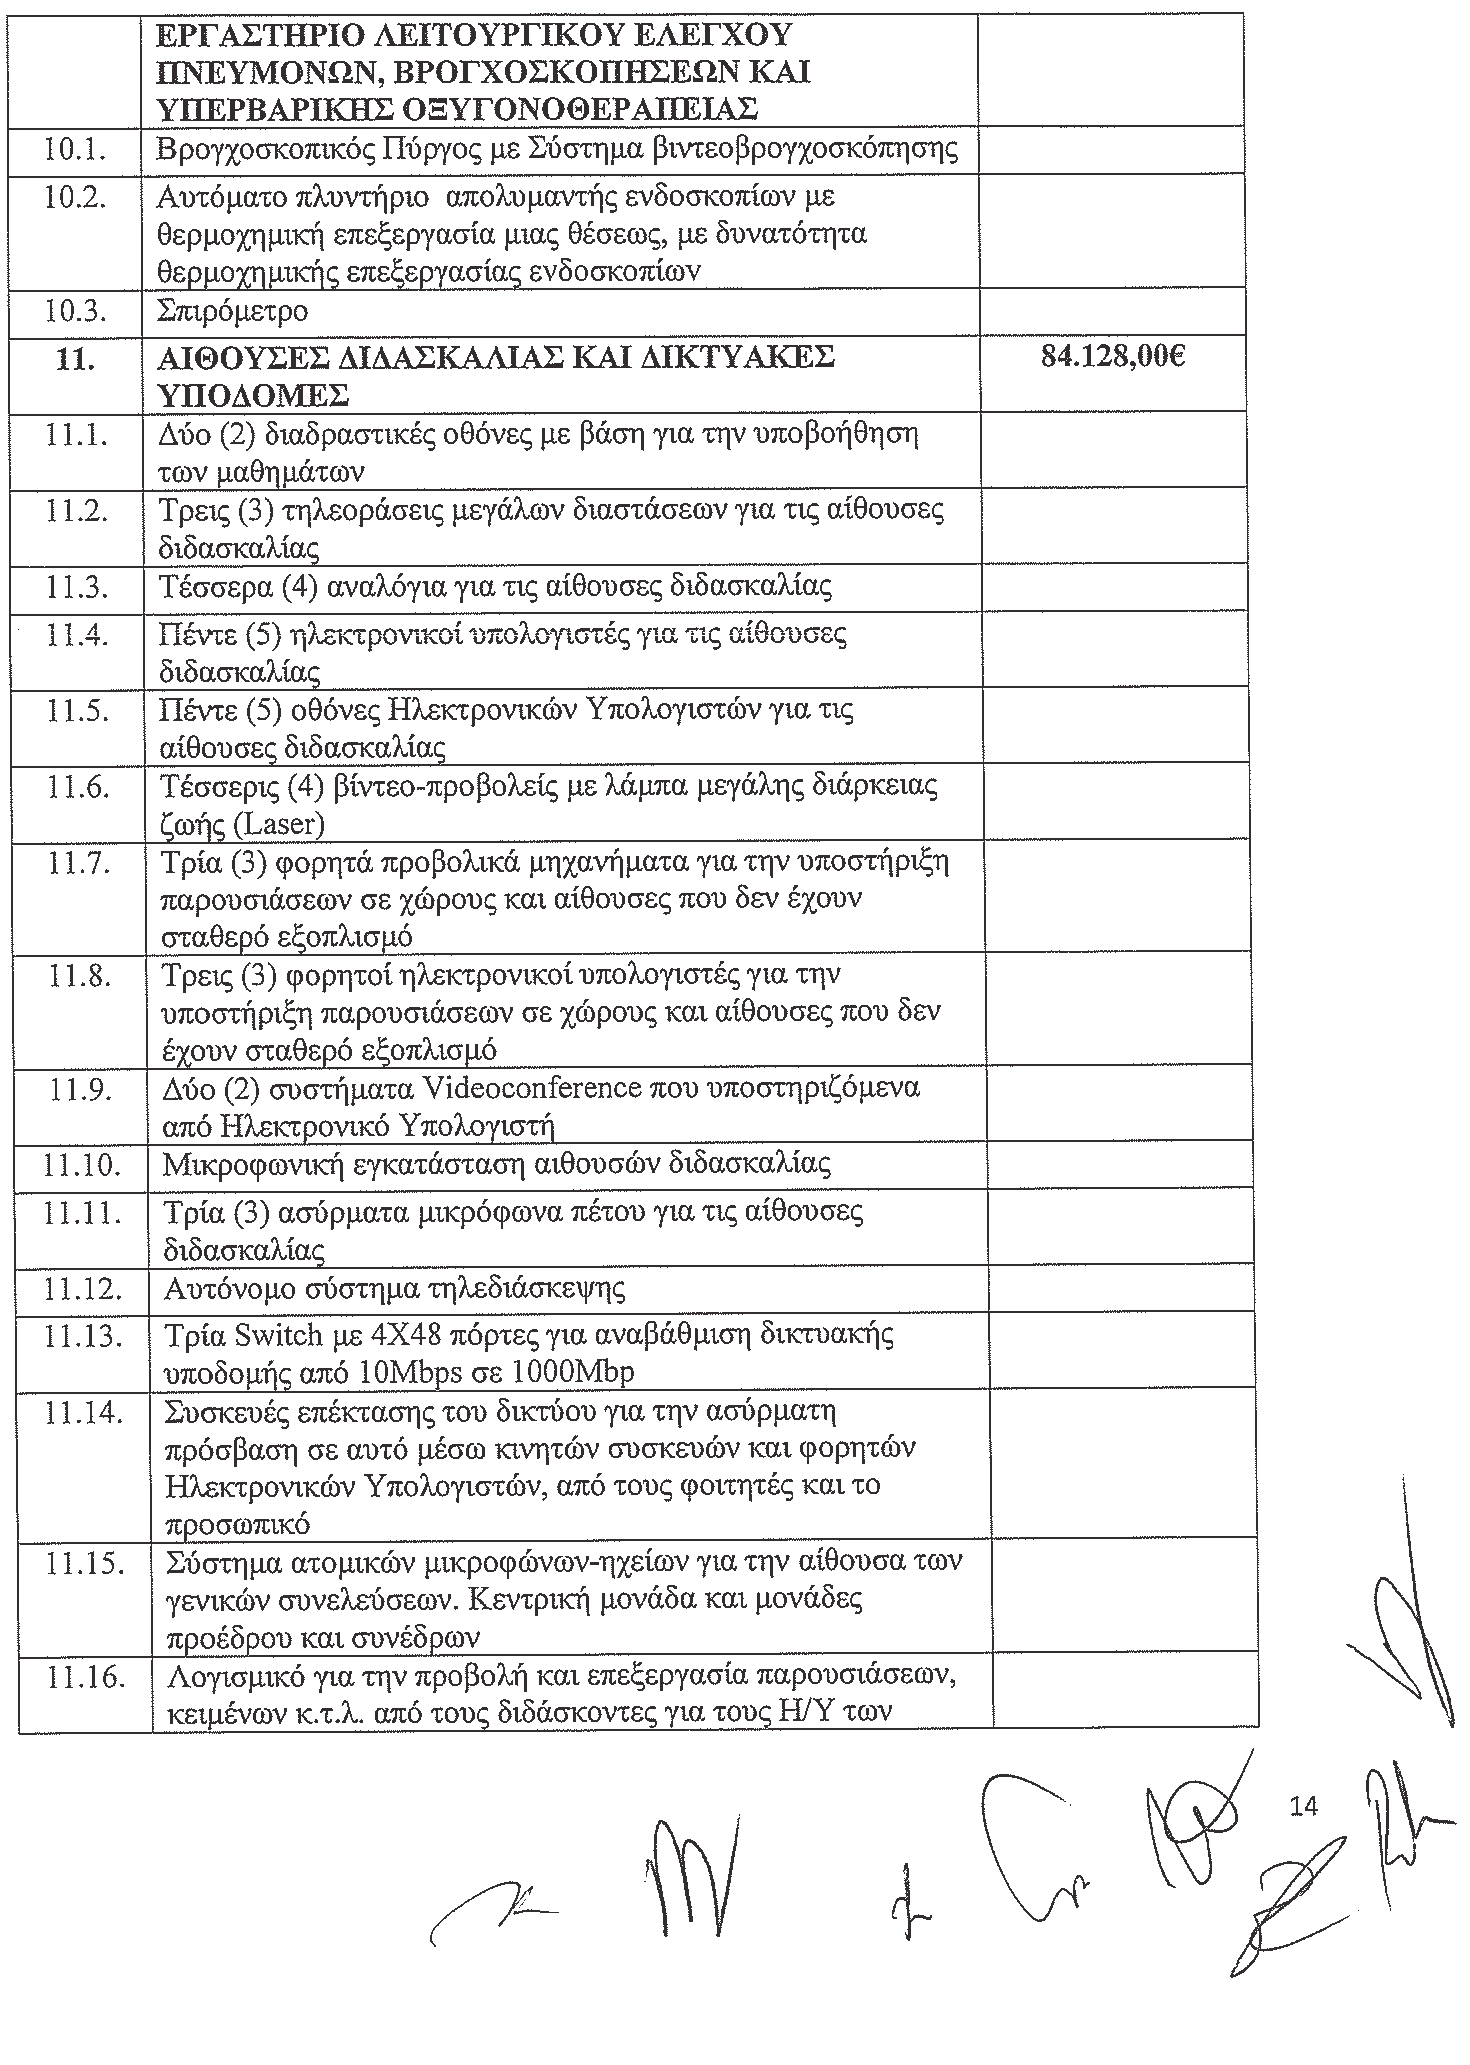 ΕΡΓΑΣΤΗΡΙΟ ΛΕΙΤΟΥΡΓΙΚΟΥ ΕΛΕΓΧΟΥ
ΠΝΕΥΜΟΝΩΝ, ΒΡΟΓΧΟΣΚΟΠΗΣΕΩΝ ΚΑΙ
ΥΠΕΡΒΑΡΙΚΗΣ ΟΞΥΓΟΝΟΘΕΡΑΠΕΙΑΣ
10.1. Βρογχοσκοπικός Πύργος με Σύστημα βιντεοβρογχοσκόπησης
10.2. Αυτόματο πλυντήριο απολυμαντής ενδοσκοπίων με
θερμοχημική επεξεργασία μιας θέσεως, με δυνατότητα
θερμοχημικής επεξεργασίας ενδοσκοπίων
10.3. Σπιρόμετρο
11. ΑΙΘΟΥΣΕΣ ΔΙΔΑΣΚΑΛΙΑΣ ΚΑΙ ΔΙΚΤΥΑΚΕΣ 84.128,00€
ΥΠΟΔΟΜΕΣ
11.1. Δύο (2) διαδραστικές οθόνες με βάση για την υποβοήθηση
των μαθημάτων
11.2. Τρεις (3) τηλεοράσεις μεγάλων διαστάσεων για τις αίθουσες
διδασκαλίας
11.3. Τέσσερα (4) αναλόγια για τις αίθουσες διδασκαλίας
11.4. Πέντε (5) ηλεκτρονικοί υπολογιστές για τις αίθουσες
διδασκαλίας
11.5. Πέντε (5) οθόνες Ηλεκτρονικών Υπολογιστών για τις
αίθουσες διδασκαλίας
11.6. Τέσσερις (4) βίντεο-προβολείς με λάμπα μεγάλης διάρκειας
ζωής (Laser)
11.7. Τρία (3) φορητά προβολικά μηχανήματα για την υποστήριξη
παρουσιάσεων σε χώρους και αίθουσες που δεν έχουν
σταθερό εξοπλισμό
11.8. Τρεις (3) φορητοί ηλεκτρονικοί υπολογιστές για την
υποστήριξη παρουσιάσεων σε χώρους και αίθουσες που δεν
έχουν σταθερό εξοπλισμό
11.9. Δύο (2) συστήματα Videoconference που υποστηριζόμενα
από Ηλεκτρονικό Υπολογιστή
11.10. Μικροφωνική εγκατάσταση αιθουσών διδασκαλίας
11.11. Τρία (3) ασύρματα μικρόφωνα πέτου για τις αίθουσες
διδασκαλίας
11.12. Αυτόνομο σύστημα τηλεδιάσκεψης
11.13. Τρία Switch με 4X48 πόρτες για αναβάθμιση δικτυακής
υποδομής από 10Mbps σε 1000Mbp
11.14. Συσκευές επέκτασης του δικτύου για την ασύρματη
πρόσβαση σε αυτό μέσω κινητών συσκευών και φορητών
Ηλεκτρονικών Υπολογιστών, από τους φοιτητές και το
προσωπικό
11.15. Σύστημα ατομικών μικροφώνων-ηχείων για την αίθουσα των
γενικών συνελεύσεων. Κεντρική μονάδα και μονάδες
προέδρου και συνέδρων
11.16. Λογισμικό για την προβολή και επεξεργασία παρουσιάσεων,
κειμένων κ.τ.λ. από τους διδάσκοντες για τους Η/Υ των
14